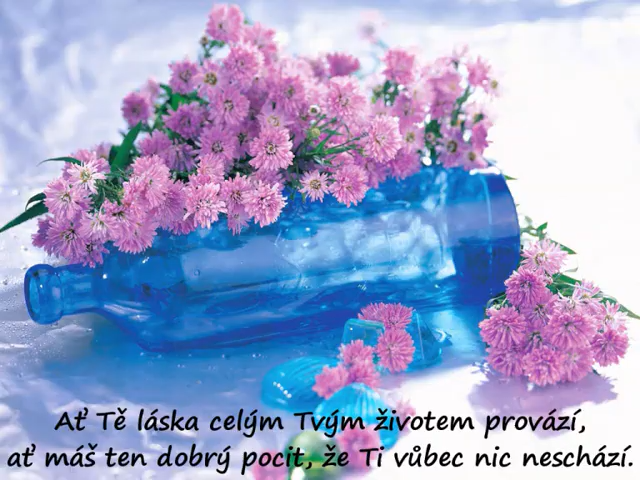 Ať Tě láska celým Tvým životem provází,
ať máš ten dobrý pocit, že Ti vůbec nic neschází.